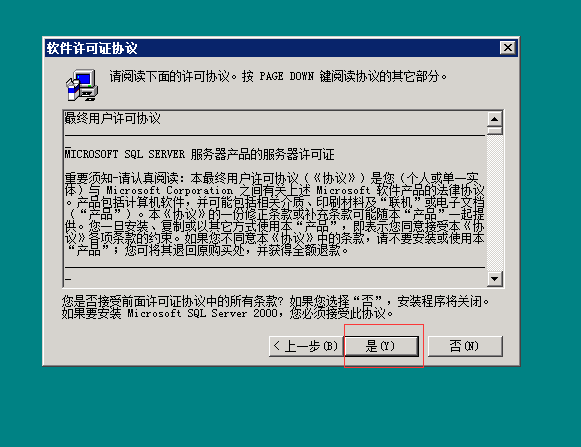 软件许可证协议
请阅读下面的许可协议。按 PAGE DOWN 键阅读协议的其它部分。
最终用户许可协议
MICROSOFT SQL SERVER 服务器产品的服务器许可证
重要须知-请认真阅读：本最终用户许可协议（《协议》）是您（个人或单一实
体）与 Microsoft Corporation 之间有关上述 Microsoft 软件产品的法律协议
。产品包括计算机软件，并可能包括相关介质、印刷材料及“联机”或电子文档
（“产品”）。本《协议》的一份修正条款或补充条款可能随本“产品”一起提
供。您一旦安装、复制或以其它方式使用本“产品”，即表示您同意接受本《协
议》各项条款的约束。如果您不同意本《协议》中的条款，请不要安装或使用本
“产品”；您可将其退回原购买处，并获得全额退款。
您是否接受前面许可证协议中的所有条款？如果您选择“否”，安装程序将关闭。
如果要安装 Microsoft SQL Server 2000，您必须接受此协议。
< 上一步(B) 是(Y) 否(N)